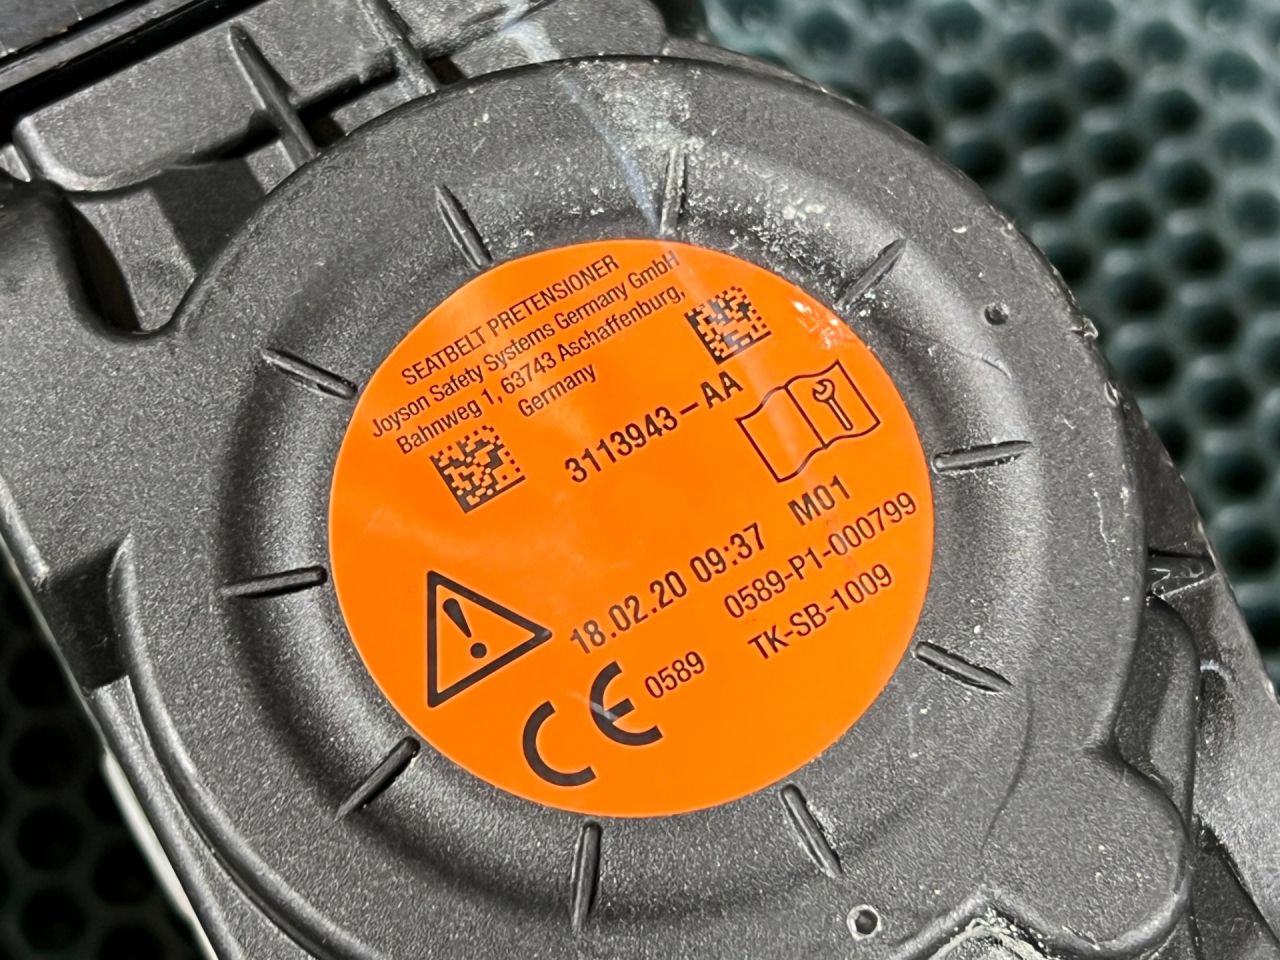 SEATBELT PRETENSIONER
Joyson Safety Systems Germany GmbH
Bahnweg 1, 63743 Aschaffenburg,
Germany
3113943-AA
18.02.20 09:37 M01
0589-P1-000799
CE 0589 TK-SB-1009